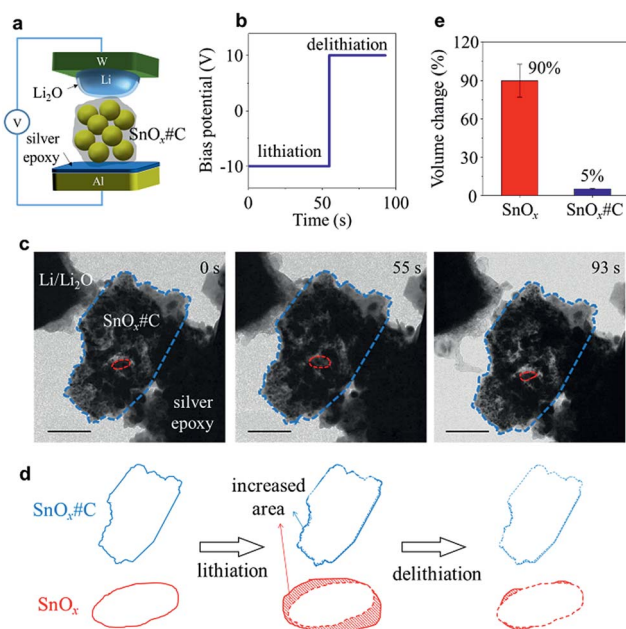 a
W
Li
Li₂O
V
SnOₓ#C
silver
epoxy
Al
b
Bias potential (V)
10
0
-10
delithiation
lithiation
0
50
100
Time (s)
e
Volume change (%)
120
90
60
30
0
90%
5%
SnOₓ
SnOₓ#C
c
Li/Li₂O
0 s
SnOₓ#C
silver
epoxy
55 s
93 s
d
SnOₓ#C
increased
area
lithiation
delithiation
SnOₓ